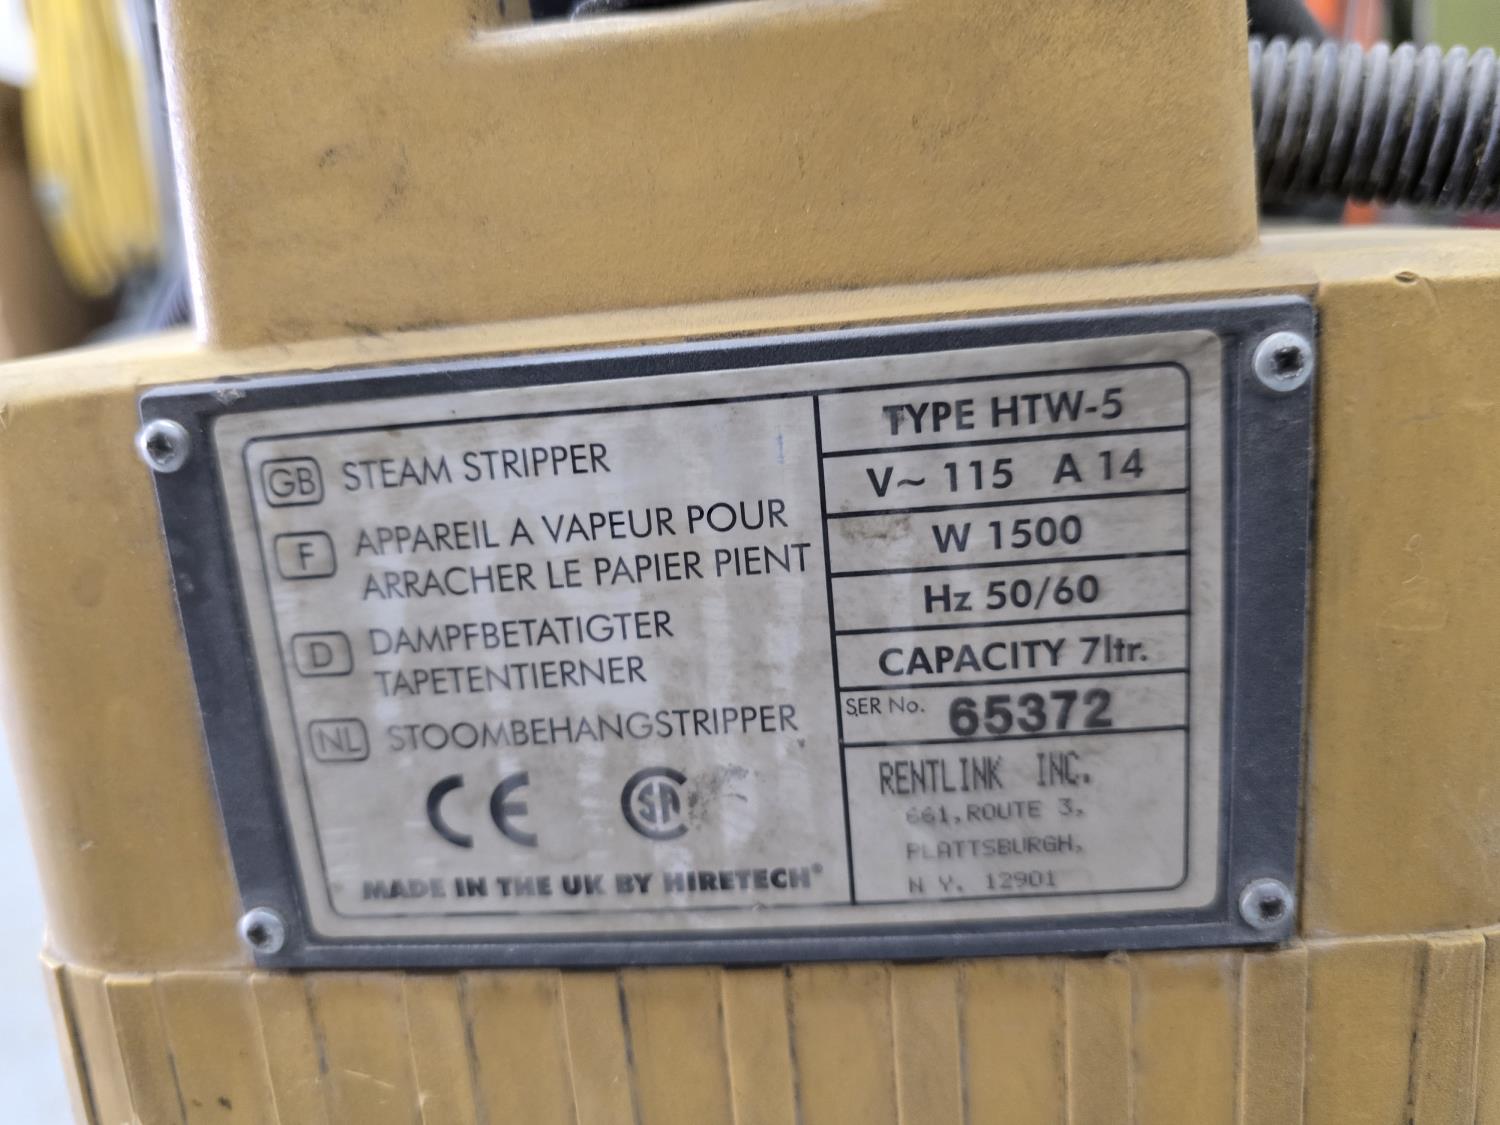 GB STEAM STRIPPER
F APPAREIL A VAPEUR POUR
ARRACHER LE PAPIER PIENT
D DAMPFBETATIGTER
TAPETENTIERNER
NL STOOMBEHANGSTRIPPER
CE SA
MADE IN THE UK BY HIRETECH®
TYPE HTW-5
V~ 115 A 14
W 1500
Hz 50/60
CAPACITY 7ltr.
SER No. 65372
RENTLINK INC.
661,ROUTE 3,
PLATTSBURGH,
N Y. 12901